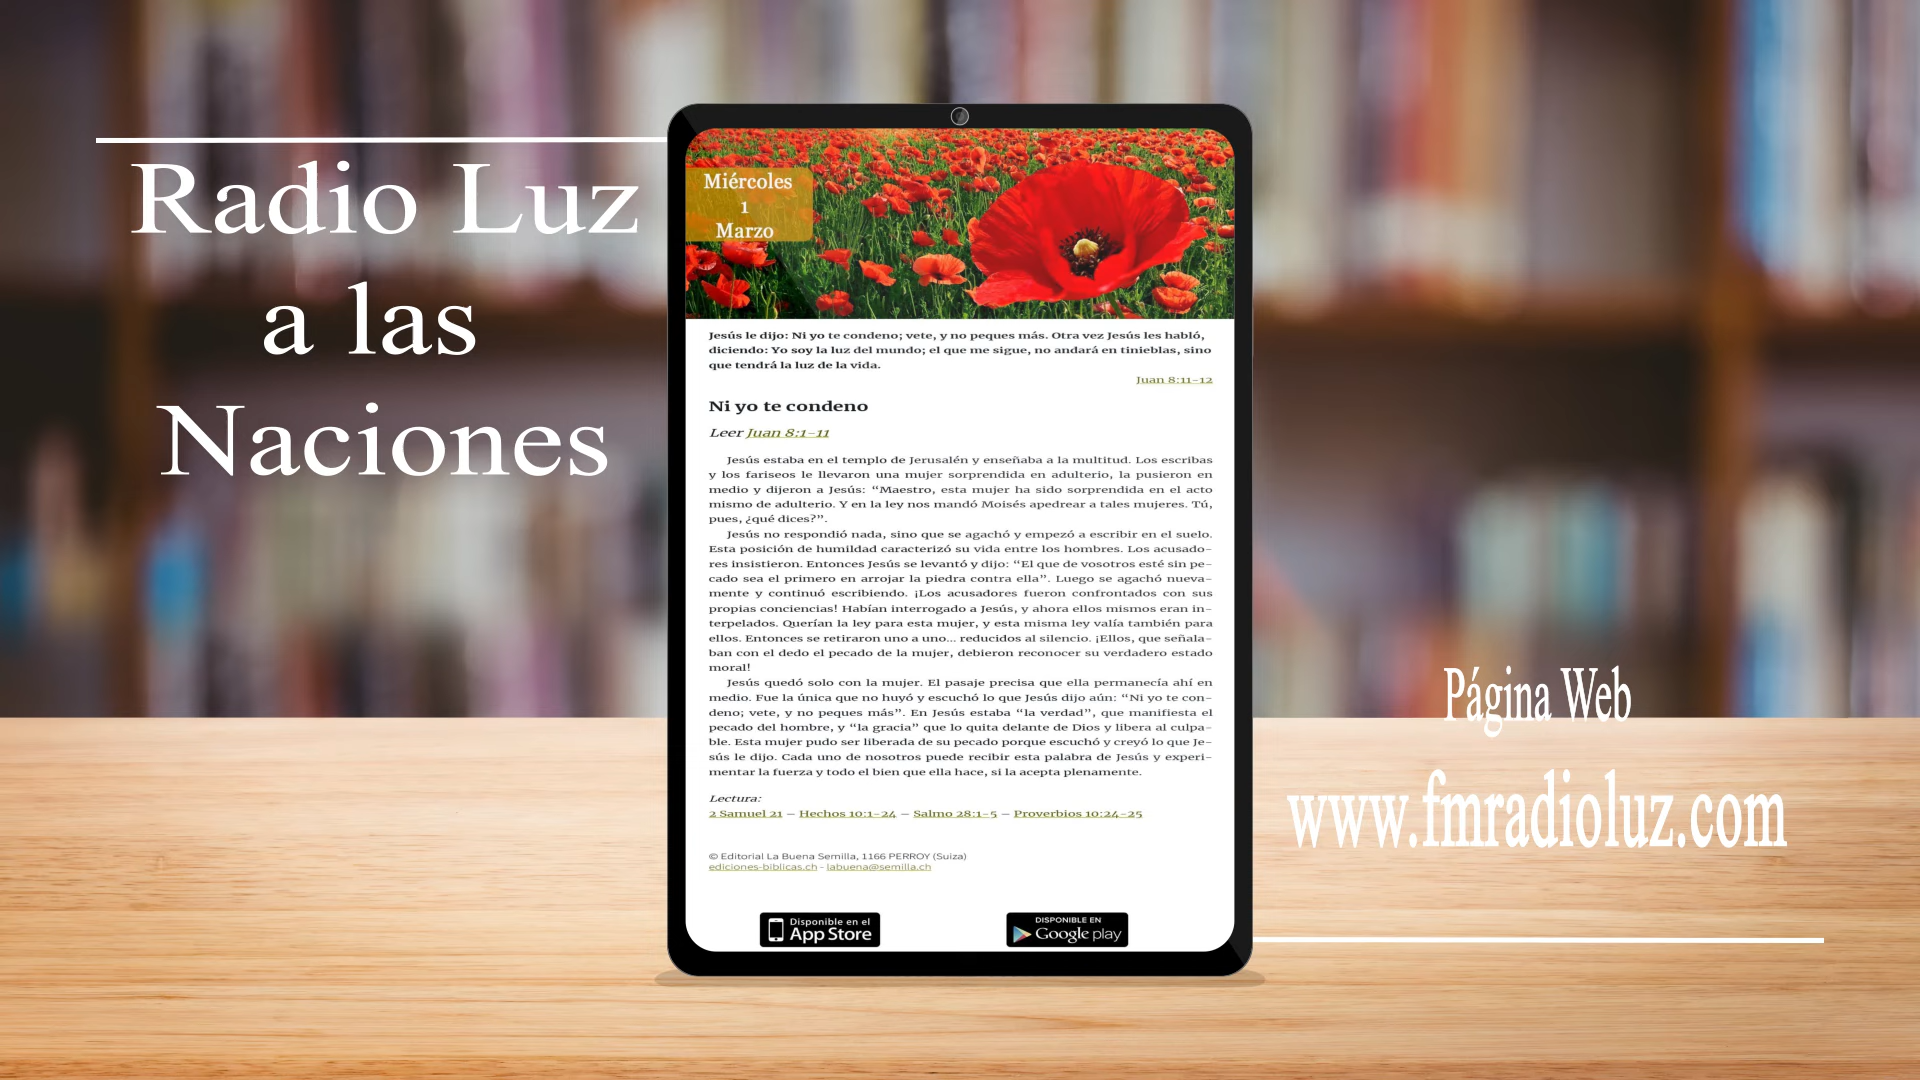 Radio Luz
a las
Naciones
Miércoles
1
Marzo
Jesús le dijo: Ni yo te condeno; vete, y no peques más. Otra vez Jesús les habló,
diciendo: Yo soy la luz del mundo; el que me sigue, no andará en tinieblas, sino
que tendrá la luz de la vida.
Juan 8:11-12
Ni yo te condeno
Leer Juan 8:1-11
Jesús estaba en el templo de Jerusalén y enseñaba a la multitud. Los escribas
y los fariseos le llevaron una mujer sorprendida en adulterio, la pusieron en
medio y dijeron a Jesús: “Maestro, esta mujer ha sido sorprendida en el acto
mismo de adulterio. Y en la ley nos mandó Moisés apedrear a tales mujeres. Tú,
pues, ¿qué dices?”.
Jesús no respondió nada, sino que se agachó y empezó a escribir en el suelo.
Esta posición de humildad caracterizó su vida entre los hombres. Los acusado-
res insistieron. Entonces Jesús se levantó y dijo: “El que de vosotros esté sin pe-
cado sea el primero en arrojar la piedra contra ella”. Luego se agachó nueva-
mente y continuó escribiendo. ¡Los acusadores fueron confrontados con sus
propias conciencias! Habían interrogado a Jesús, y ahora ellos mismos eran in-
terpelados. Querían la ley para esta mujer, y esta misma ley valía también para
ellos. Entonces se retiraron uno a uno... reducidos al silencio. ¡Ellos, que señala-
ban con el dedo el pecado de la mujer, debieron reconocer su verdadero estado
moral!
Jesús quedó solo con la mujer. El pasaje precisa que ella permanecía ahí en
medio. Fue la única que no huyó y escuchó lo que Jesús dijo aún: “Ni yo te con-
deno; vete, y no peques más”. En Jesús estaba “la verdad”, que manifiesta el
pecado del hombre, y “la gracia” que lo quita delante de Dios y libera al culpa-
ble. Esta mujer pudo ser liberada de su pecado porque escuchó y creyó lo que Je-
sús le dijo. Cada uno de nosotros puede recibir esta palabra de Jesús y experi-
mentar la fuerza y todo el bien que ella hace, si la acepta plenamente.
Lectura:
2 Samuel 21 – Hechos 10:1-24 – Salmo 28:1-5 – Proverbios 10:24-25
© Editorial La Buena Semilla, 1166 PERROY (Suiza)
ediciones-biblicas.ch - labuena@semilla.ch
Disponible en el
App Store
DISPONIBLE EN
Google play
Página Web
www.fmradioluz.com